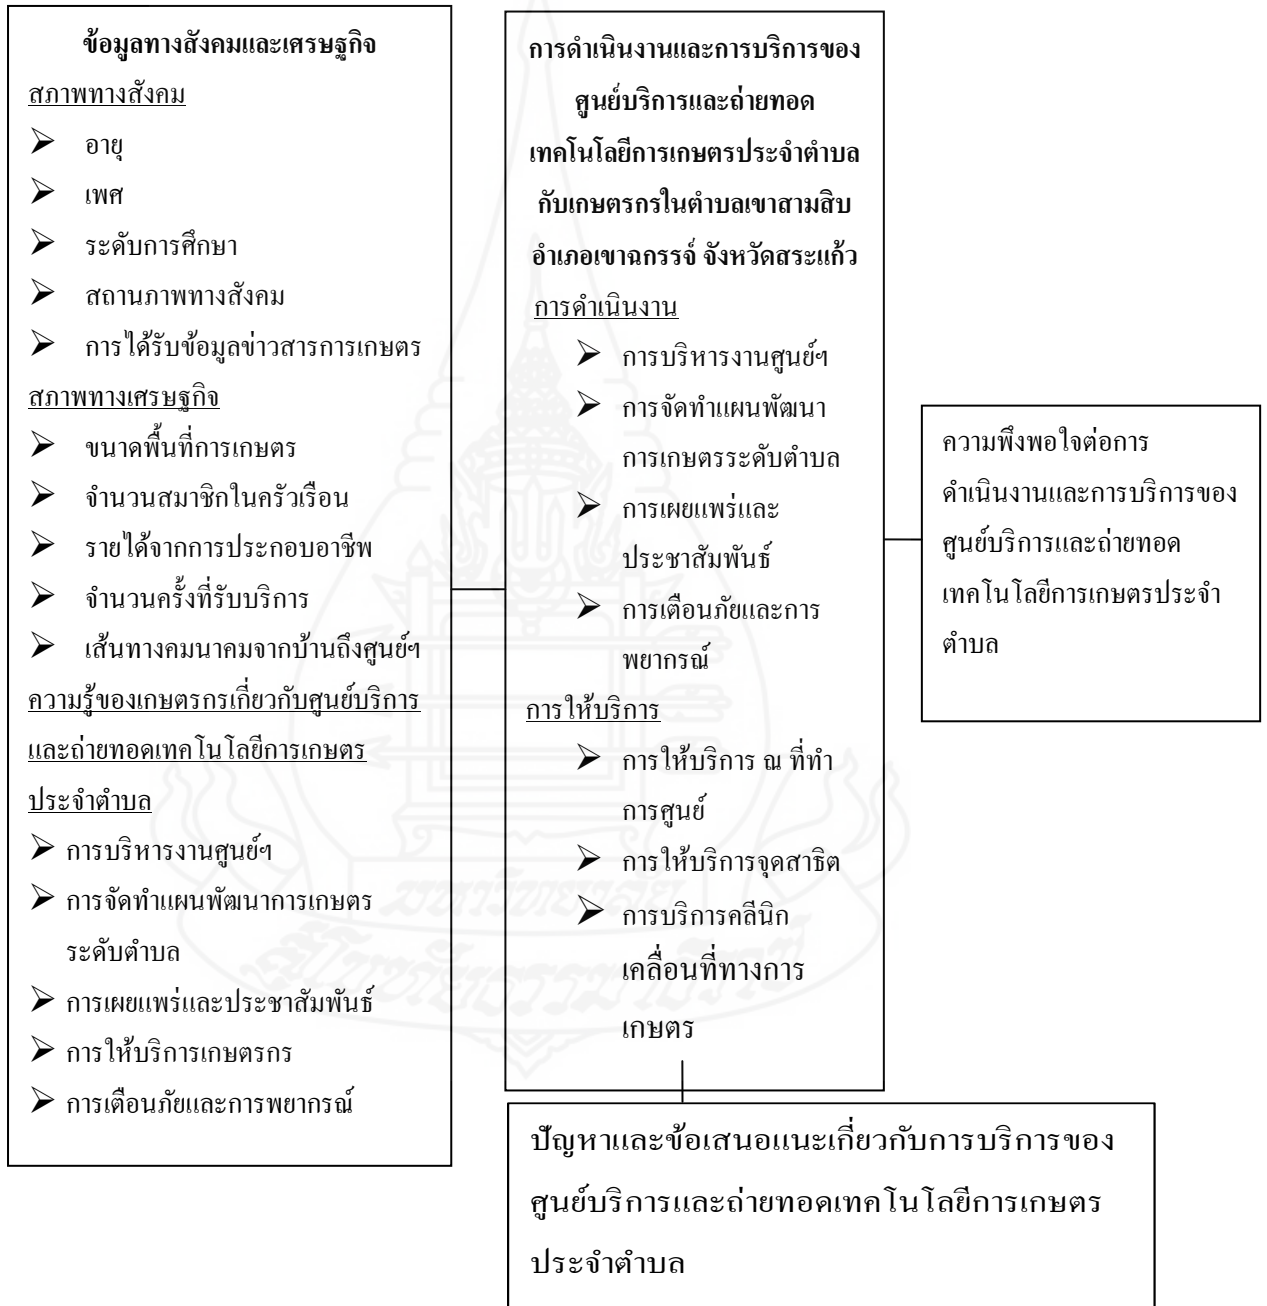 ข้อมูลทางสังคมและเศรษฐกิจ
สภาพทางสังคม
➢ อายุ
➢ เพศ
➢ ระดับการศึกษา
➢ สถานภาพทางสังคม
➢ การได้รับข้อมูลข่าวสารการเกษตร
สภาพทางเศรษฐกิจ
➢ ขนาดพื้นที่การเกษตร
➢ จำนวนสมาชิกในครัวเรือน
➢ รายได้จากการประกอบอาชีพ
➢ จำนวนครั้งที่รับบริการ
➢ เส้นทางคมนาคมจากบ้านถึงศูนย์ฯ
ความรู้ของเกษตรกรเกี่ยวกับศูนย์บริการ
และถ่ายทอดเทคโนโลยีการเกษตร
ประจำตำบล
➢ การบริหารงานศูนย์ฯ
➢ การจัดทำแผนพัฒนาการเกษตร
ระดับตำบล
➢ การเผยแพร่และประชาสัมพันธ์
➢ การให้บริการเกษตรกร
➢ การเตือนภัยและการพยากรณ์
การดำเนินงานและการบริการของ
ศูนย์บริการและถ่ายทอด
เทคโนโลยีการเกษตรประจำตำบล
กับเกษตรกรในตำบลเขาสามสิบ
อำเภอเขาฉกรรจ์ จังหวัดสระแก้ว
การดำเนินงาน
➢ การบริหารงานศูนย์ฯ
➢ การจัดทำแผนพัฒนา
การเกษตรระดับตำบล
➢ การเผยแพร่และ
ประชาสัมพันธ์
➢ การเตือนภัยและการ
พยากรณ์
การให้บริการ
➢ การให้บริการ ณ ที่ทำ
การศูนย์
➢ การให้บริการจุดสาธิต
➢ การบริการคลีนิก
เคลื่อนที่ทางการ
เกษตร
ความพึงพอใจต่อการ
ดำเนินงานและการบริการของ
ศูนย์บริการและถ่ายทอด
เทคโนโลยีการเกษตรประจำ
ตำบล
ปัญหาและข้อเสนอแนะเกี่ยวกับการบริการของ
ศูนย์บริการและถ่ายทอดเทคโนโลยีการเกษตร
ประจำตำบล
มหาวิทยาลัย
สุโขทัยธรรมาธิราช